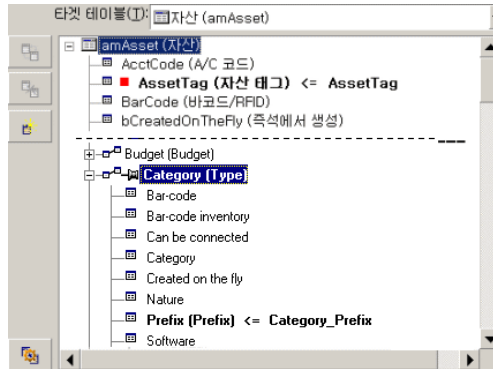 타겟 테이블(T): 자산 (amAsset)
amAsset (자산)
AcctCode (A/C 코드)
AssetTag (자산 태그) <= AssetTag
BarCode (바코드/RFID)
bCreatedOnTheFly (즉석에서 생성)
Budget (Budget)
Category (Type)
Bar-code
Bar-code inventory
Can be connected
Category
Created on the fly
Nature
Prefix (Prefix) <= Category_Prefix
Software